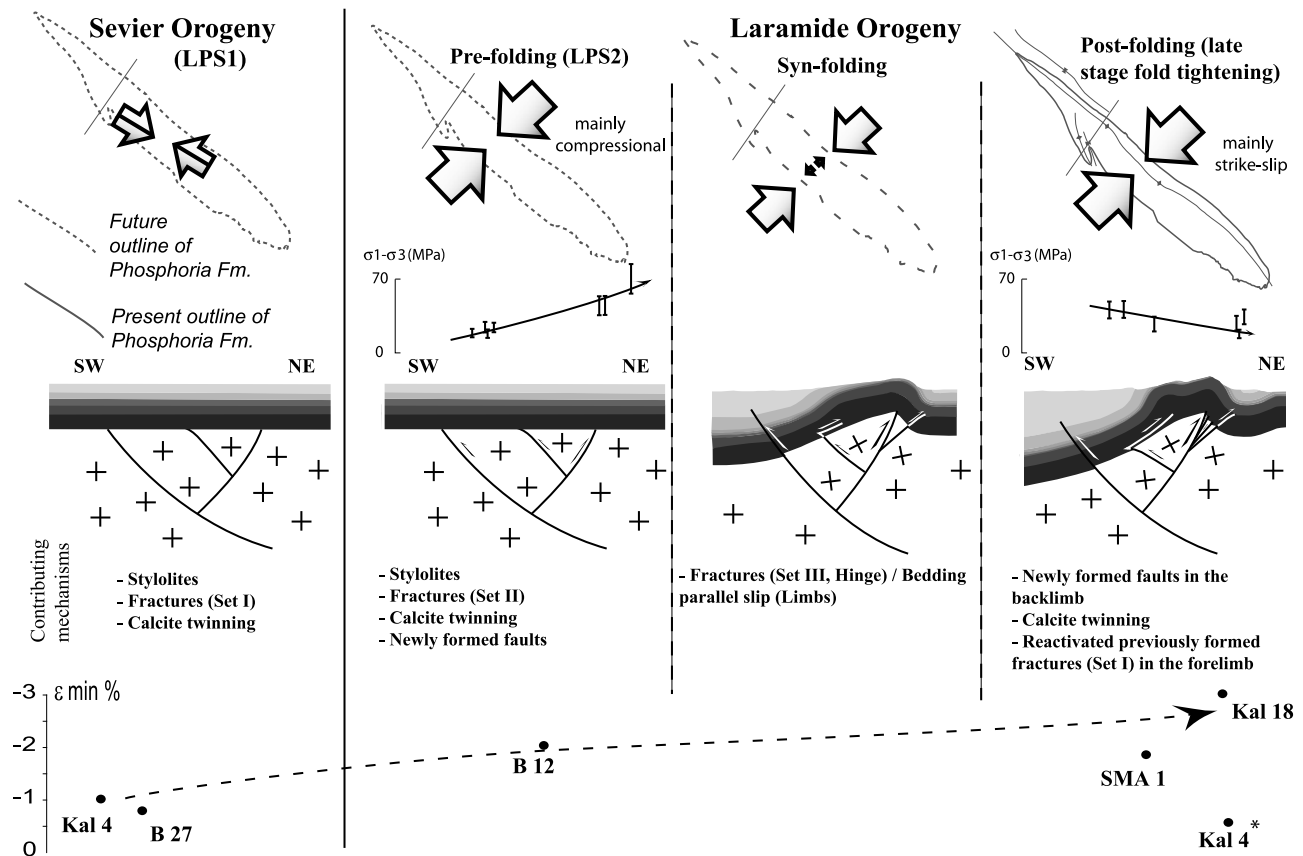 Sevier Orogeny
(LPS1)
Laramide Orogeny
Pre-folding (LPS2)
Syn-folding
Post-folding (late
stage fold tightening)
mainly
compressional
mainly
strike-slip
Future
outline of
Phosphoria Fm.
Present outline of
Phosphoria Fm.
σ1-σ3 (MPa)
70
0
σ1-σ3 (MPa)
70
0
SW
NE
SW
NE
SW
NE
Contributing
mechanisms
- Stylolites
- Fractures (Set I)
- Calcite twinning
- Stylolites
- Fractures (Set II)
- Calcite twinning
- Newly formed faults
- Fractures (Set III, Hinge) / Bedding
parallel slip (Limbs)
- Newly formed faults in the
backlimb
- Calcite twinning
- Reactivated previously formed
fractures (Set I) in the forelimb
-3
ε min %
-2
-1
0
Kal 4
B 27
B 12
Kal 18
SMA 1
Kal 4*